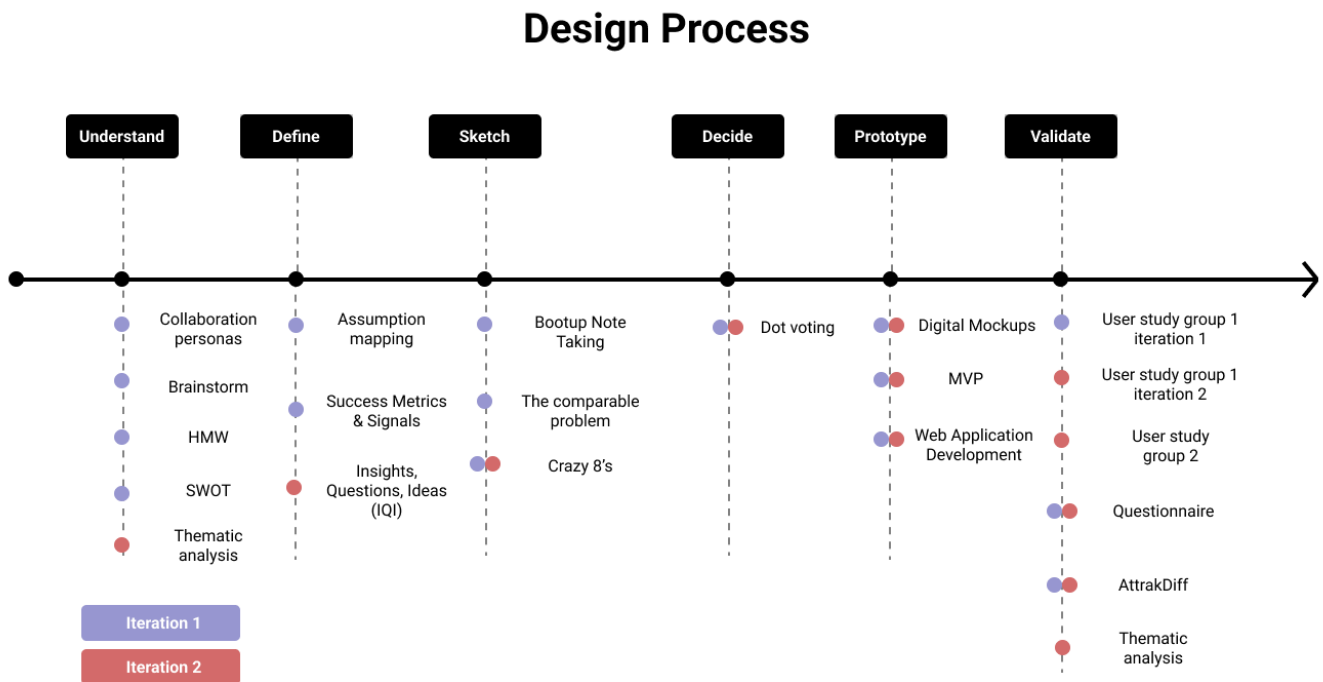 Design Process
Understand
Define
Sketch
Decide
Prototype
Validate
Collaboration
personas
Brainstorm
HMW
SWOT
Thematic
analysis
Assumption
mapping
Success Metrics
& Signals
Insights,
Questions, Ideas
(IQI)
Bootup Note
Taking
The comparable
problem
Crazy 8’s
Dot voting
Digital Mockups
MVP
Web Application
Development
User study group 1
iteration 1
User study group 1
iteration 2
User study
group 2
Questionnaire
AttrakDiff
Thematic
analysis
Iteration 1
Iteration 2